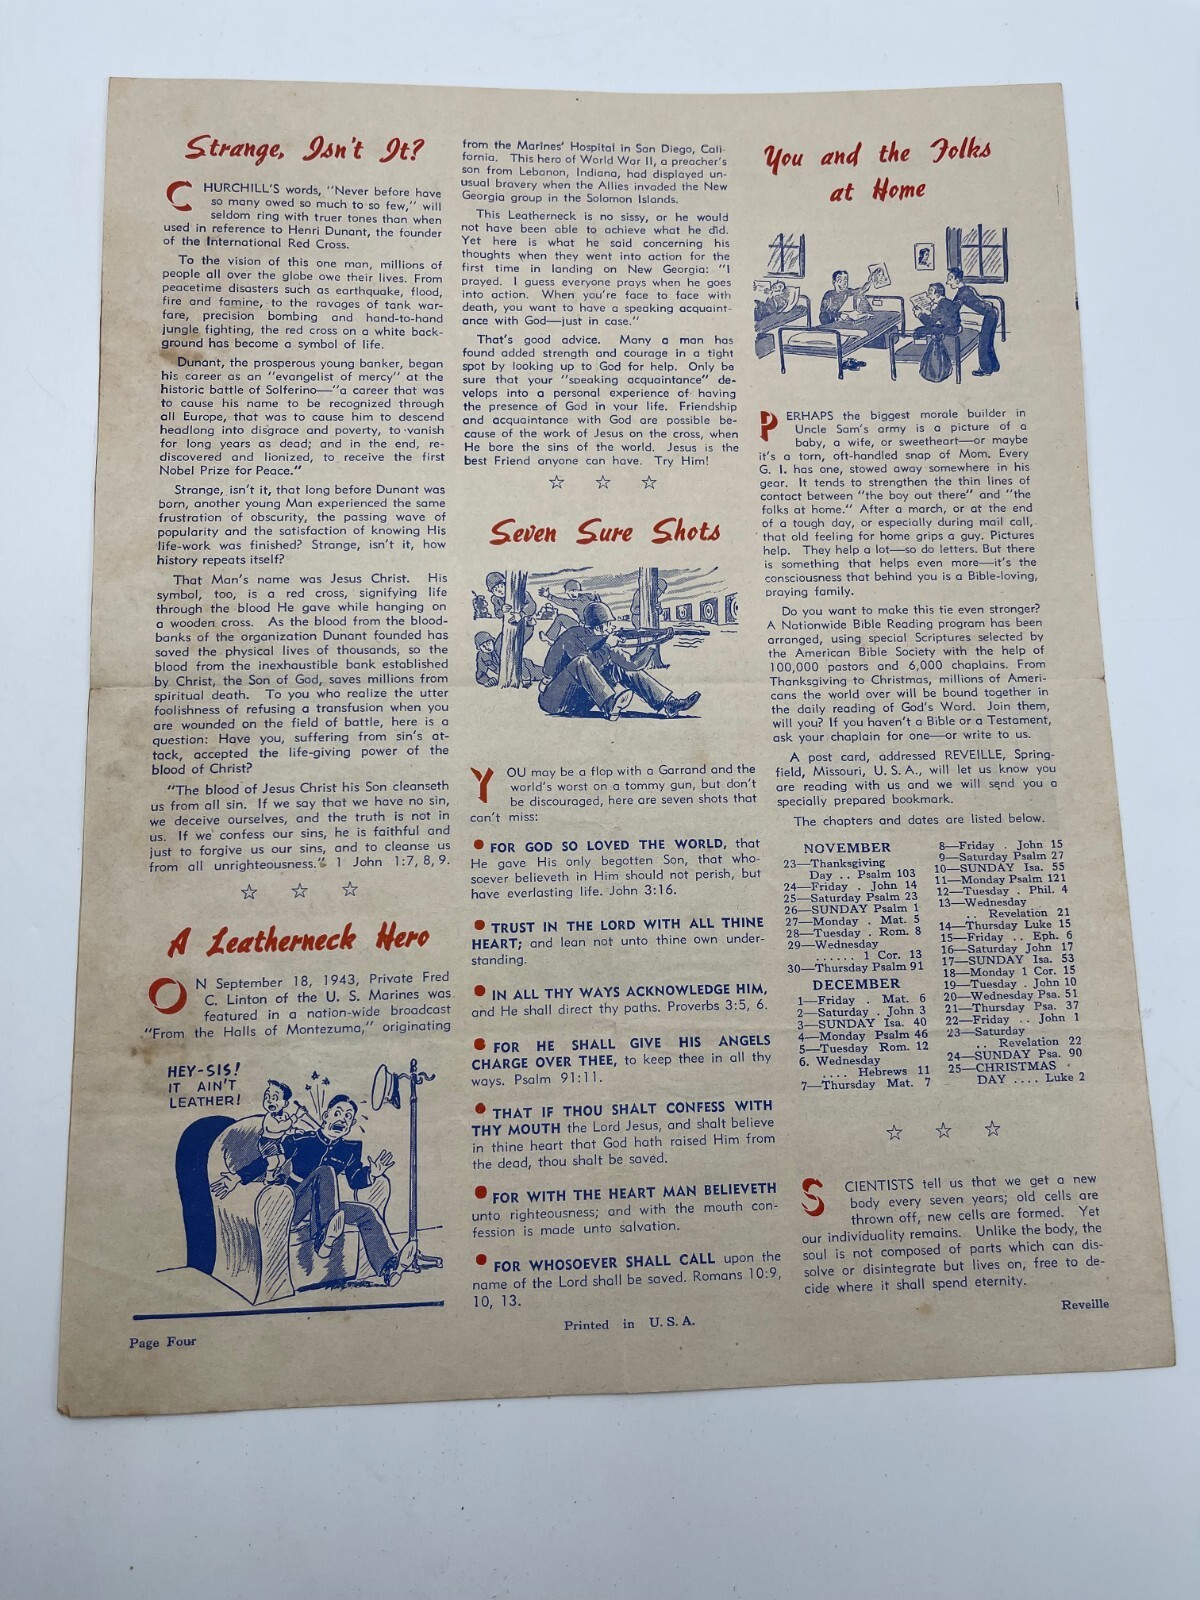 Strange, Isn't It?
CHURCHILL'S words, "Never before have
so many owed so much to so few," will
seldom ring with truer tones than when
used in reference to Henri Dunant, the founder
of the International Red Cross.
To the vision of this one man, millions of
people all over the globe owe their lives. From
peacetime disasters such as earthquake, flood,
fire and famine, to the ravages of tank war-
fare, precision bombing and hand-to-hand
jungle fighting, the red cross on a white back-
ground has become a symbol of life.
Dunant, the prosperous young banker, began
his career as an "evangelist of mercy" at the
historic battle of Solferino—"a career that was
to cause his name to be recognized through
all Europe, that was to cause him to descend
headlong into disgrace and poverty, to vanish
for long years as dead; and in the end, re-
discovered and lionized, to receive the first
Nobel Prize for Peace."
Strange, isn't it, that long before Dunant was
born, another young Man experienced the same
frustration of obscurity, the passing wave of
popularity and the satisfaction of knowing His
life-work was finished? Strange, isn't it, how
history repeats itself?
That Man's name was Jesus Christ. His
symbol, too, is a red cross, signifying life
through the blood He gave while hanging on
a wooden cross. As the blood from the blood-
banks of the organization Dunant founded has
saved the physical lives of thousands, so the
blood from the inexhaustible bank established
by Christ, the Son of God, saves millions from
spiritual death. To you who realize the utter
foolishness of refusing a transfusion when you
are wounded on the field of battle, here is a
question: Have you, suffering from sin's at-
tack, accepted the life-giving power of the
blood of Christ?
"The blood of Jesus Christ his Son cleanseth
us from all sin. If we say that we have no sin,
we deceive ourselves, and the truth is not in
us. If we confess our sins, he is faithful and
just to forgive us our sins, and to cleanse us
from all unrighteousness." 1 John 1:7, 8, 9.
☆ ☆ ☆
A Leatherneck Hero
ON September 18, 1943, Private Fred
C. Linton of the U. S. Marines was
featured in a nation-wide broadcast
"From the Halls of Montezuma," originating
HEY-SIS!
IT AIN'T
LEATHER!
Page Four
from the Marines' Hospital in San Diego, Cali-
fornia. This hero of World War II, a preacher's
son from Lebanon, Indiana, had displayed un-
usual bravery when the Allies invaded the New
Georgia group in the Solomon Islands.
This Leatherneck is no sissy, or he would
not have been able to achieve what he did.
Yet here is what he said concerning his
thoughts when they went into action for the
first time in landing on New Georgia: "I
prayed. I guess everyone prays when he goes
into action. When you're face to face with
death, you want to have a speaking acquaint-
ance with God—just in case."
That's good advice. Many a man has
found added strength and courage in a tight
spot by looking up to God for help. Only be
sure that your "speaking acquaintance" de-
velops into a personal experience of having
the presence of God in your life. Friendship
and acquaintance with God are possible be-
cause of the work of Jesus on the cross, when
He bore the sins of the world. Jesus is the
best Friend anyone can have. Try Him!
☆ ☆ ☆
Seven Sure Shots
YOU may be a flop with a Garrand and the
world's worst on a tommy gun, but don't
be discouraged, here are seven shots that
can't miss:
• FOR GOD SO LOVED THE WORLD, that
He gave His only begotten Son, that who-
soever believeth in Him should not perish, but
have everlasting life. John 3:16.
• TRUST IN THE LORD WITH ALL THINE
HEART; and lean not unto thine own under-
standing.
• IN ALL THY WAYS ACKNOWLEDGE HIM,
and He shall direct thy paths. Proverbs 3:5, 6.
• FOR HE SHALL GIVE HIS ANGELS
CHARGE OVER THEE, to keep thee in all thy
ways. Psalm 91:11.
• THAT IF THOU SHALT CONFESS WITH
THY MOUTH the Lord Jesus, and shalt believe
in thine heart that God hath raised Him from
the dead, thou shalt be saved.
• FOR WITH THE HEART MAN BELIEVETH
unto righteousness; and with the mouth con-
fession is made unto salvation.
• FOR WHOSOEVER SHALL CALL upon the
name of the Lord shall be saved. Romans 10:9,
10, 13.
Printed in U. S. A.
You and the Folks
at Home
PERHAPS the biggest morale builder in
Uncle Sam's army is a picture of a
baby, a wife, or sweetheart—or maybe
it's a torn, oft-handled snap of Mom. Every
G. I. has one, stowed away somewhere in his
gear. It tends to strengthen the thin lines of
contact between "the boy out there" and "the
folks at home." After a march, or at the end
of a tough day, or especially during mail call,
that old feeling for home grips a guy. Pictures
help. They help a lot—so do letters. But there
is something that helps even more—it's the
consciousness that behind you is a Bible-loving,
praying family.
Do you want to make this tie even stronger?
A Nationwide Bible Reading program has been
arranged, using special Scriptures selected by
the American Bible Society with the help of
100,000 pastors and 6,000 chaplains. From
Thanksgiving to Christmas, millions of Ameri-
cans the world over will be bound together in
the daily reading of God's Word. Join them,
will you? If you haven't a Bible or a Testament,
ask your chaplain for one—or write to us.
A post card, addressed REVEILLE, Spring-
field, Missouri, U. S. A., will let us know you
are reading with us and we will send you a
specially prepared bookmark.
The chapters and dates are listed below.
NOVEMBER
23—Thanksgiving
Day . . Psalm 103
24—Friday . John 14
25—Saturday Psalm 23
26—SUNDAY Psalm 1
27—Monday . Mat. 5
28—Tuesday . Rom. 8
29—Wednesday
. . . . . . 1 Cor. 13
30—Thursday Psalm 91
DECEMBER
1—Friday . Mat. 6
2—Saturday . John 3
3—SUNDAY Isa. 40
4—Monday Psalm 46
5—Tuesday Rom. 12
6. Wednesday
. . . . Hebrews 11
7—Thursday Mat. 7
8—Friday . John 15
9—Saturday Psalm 27
10—SUNDAY Isa. 55
11—Monday Psalm 121
12—Tuesday . Phil. 4
13—Wednesday
. . Revelation 21
14—Thursday Luke 15
15—Friday . . Eph. 6
16—Saturday John 17
17—SUNDAY Isa. 53
18—Monday 1 Cor. 15
19—Tuesday . John 10
20—Wednesday Psa. 51
21—Thursday Psa. 37
22—Friday . . John 1
23—Saturday
. . Revelation 22
24—SUNDAY Psa. 90
25—CHRISTMAS
DAY . . . . Luke 2
☆ ☆ ☆
SCIENTISTS tell us that we get a new
body every seven years; old cells are
thrown off, new cells are formed. Yet
our individuality remains. Unlike the body, the
soul is not composed of parts which can dis-
solve or disintegrate but lives on, free to de-
cide where it shall spend eternity.
Reveille